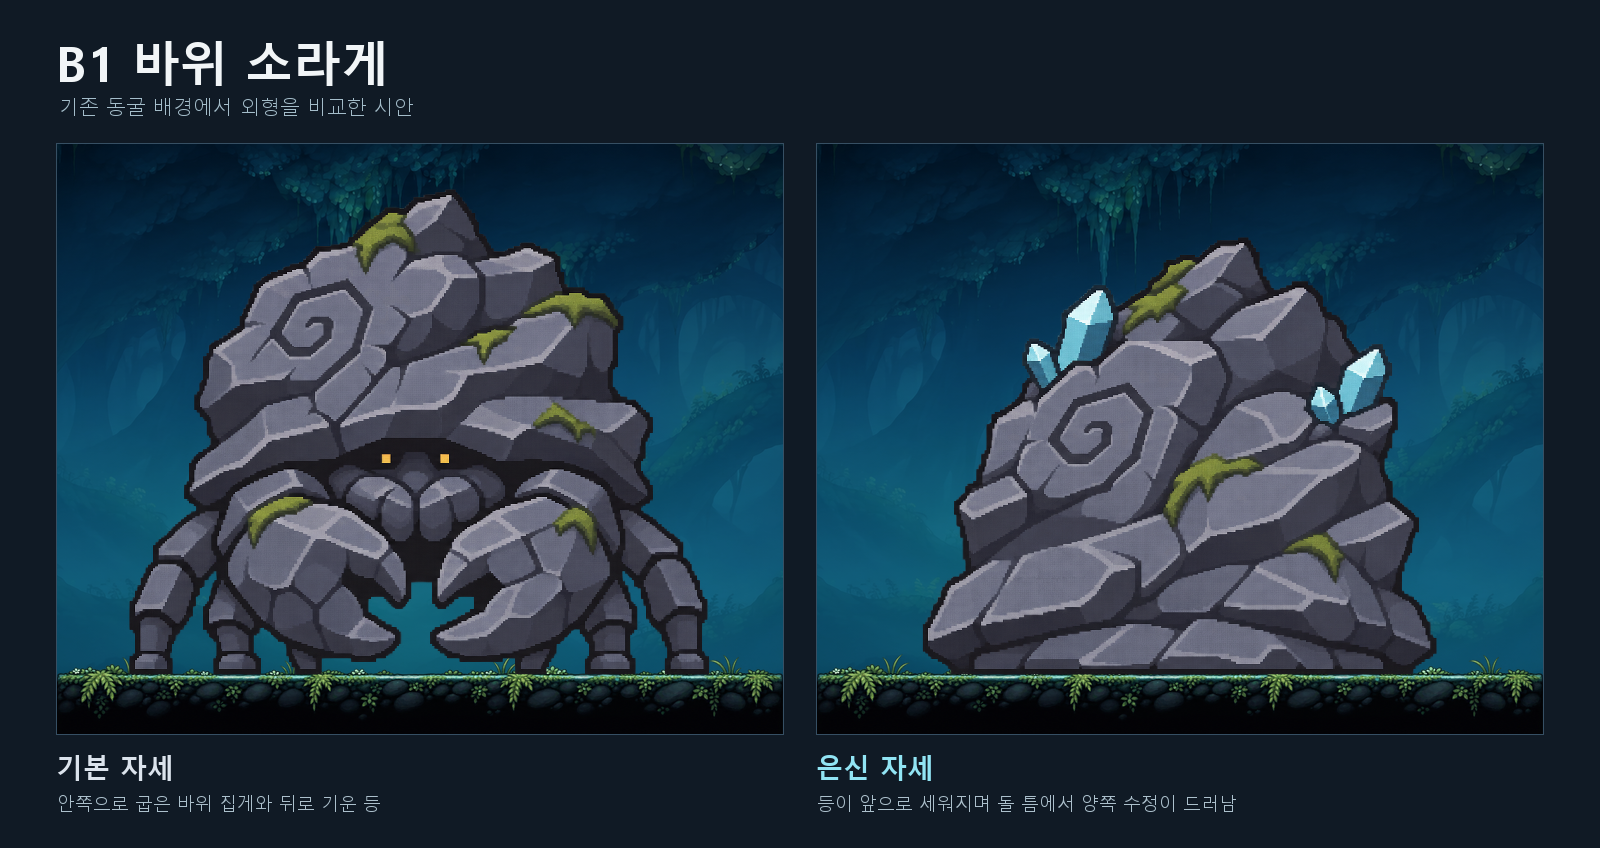 B1 바위 소라게
기존 동굴 배경에서 외형을 비교한 시안
기본 자세
안쪽으로 굽은 바위 집게와 뒤로 기운 등
은신 자세
등이 앞으로 세워지며 돌 틈에서 양쪽 수정이 드러남